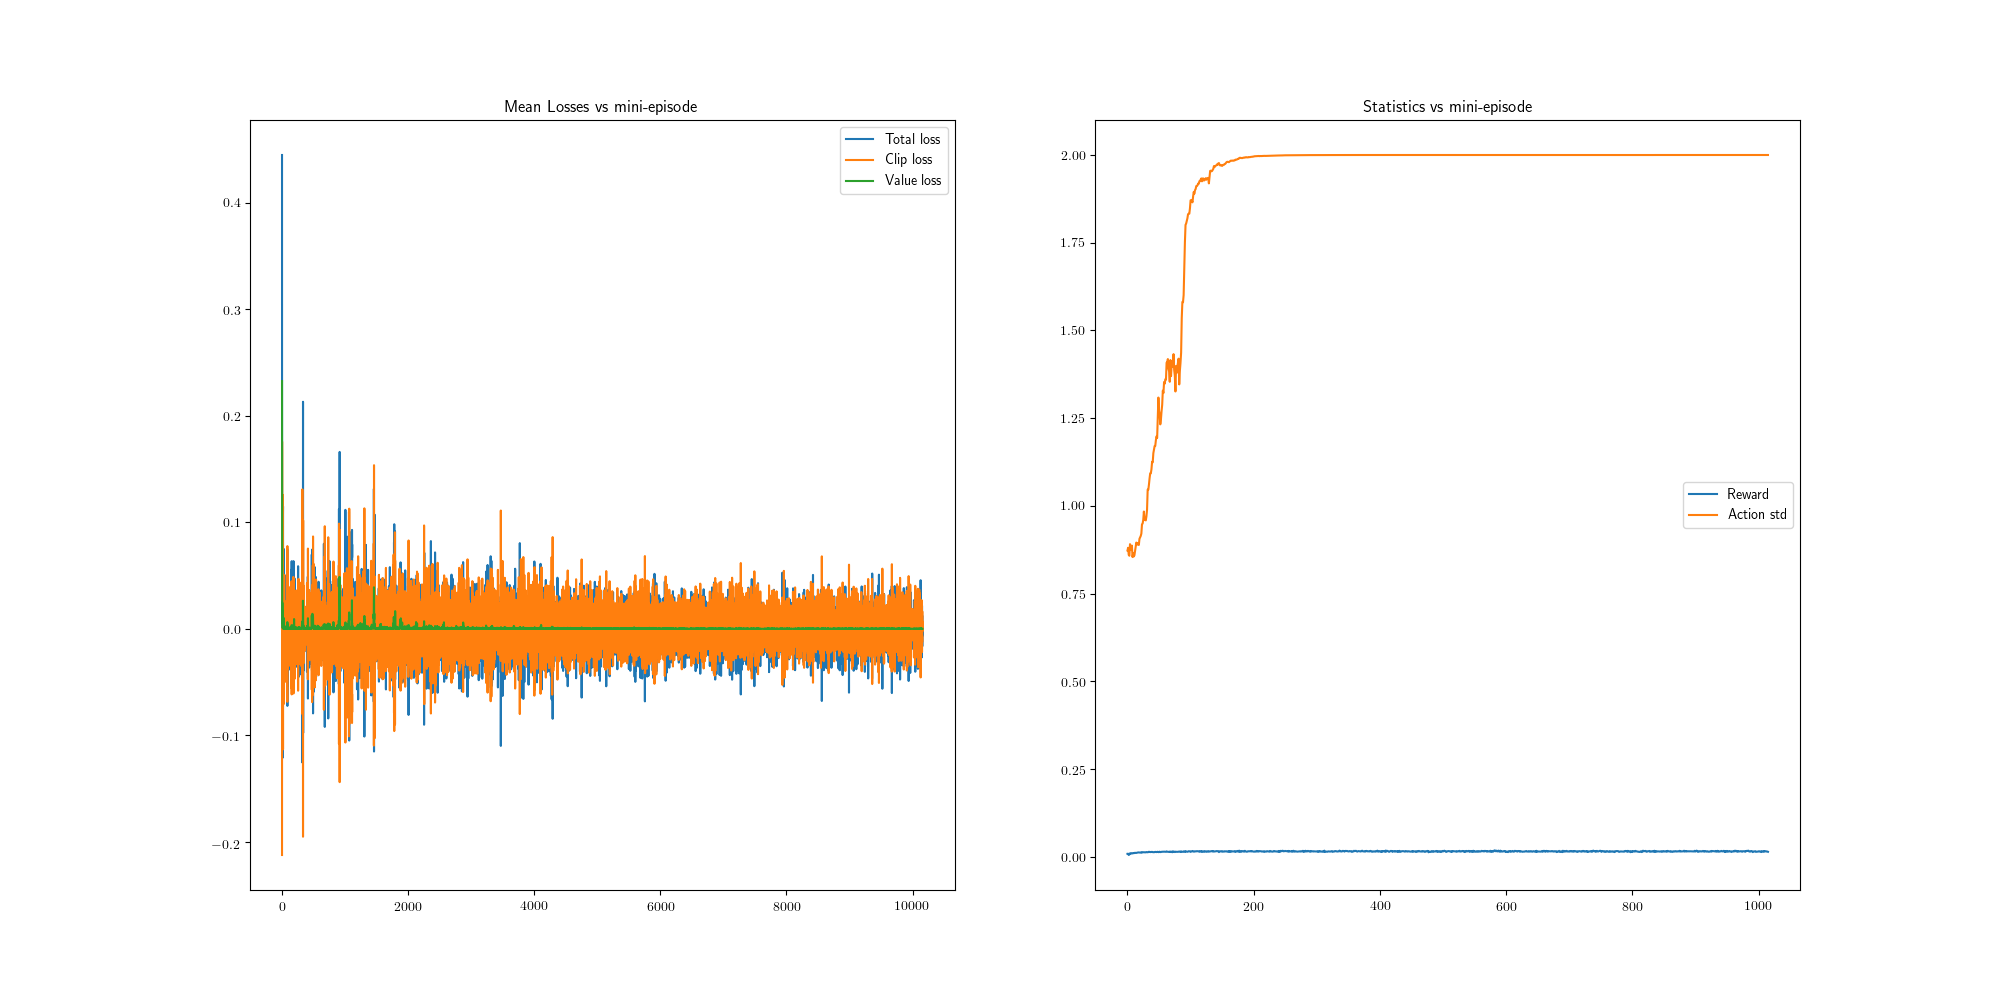 Mean Losses vs mini-episode
Total loss
Clip loss
Value loss
0.4
0.3
0.2
0.1
0.0
−0.1
−0.2
0 2000 4000 6000 8000 10000
Statistics vs mini-episode
2.00
1.75
1.50
1.25
1.00
0.75
0.50
0.25
0.00
Reward
Action std
0 200 400 600 800 1000